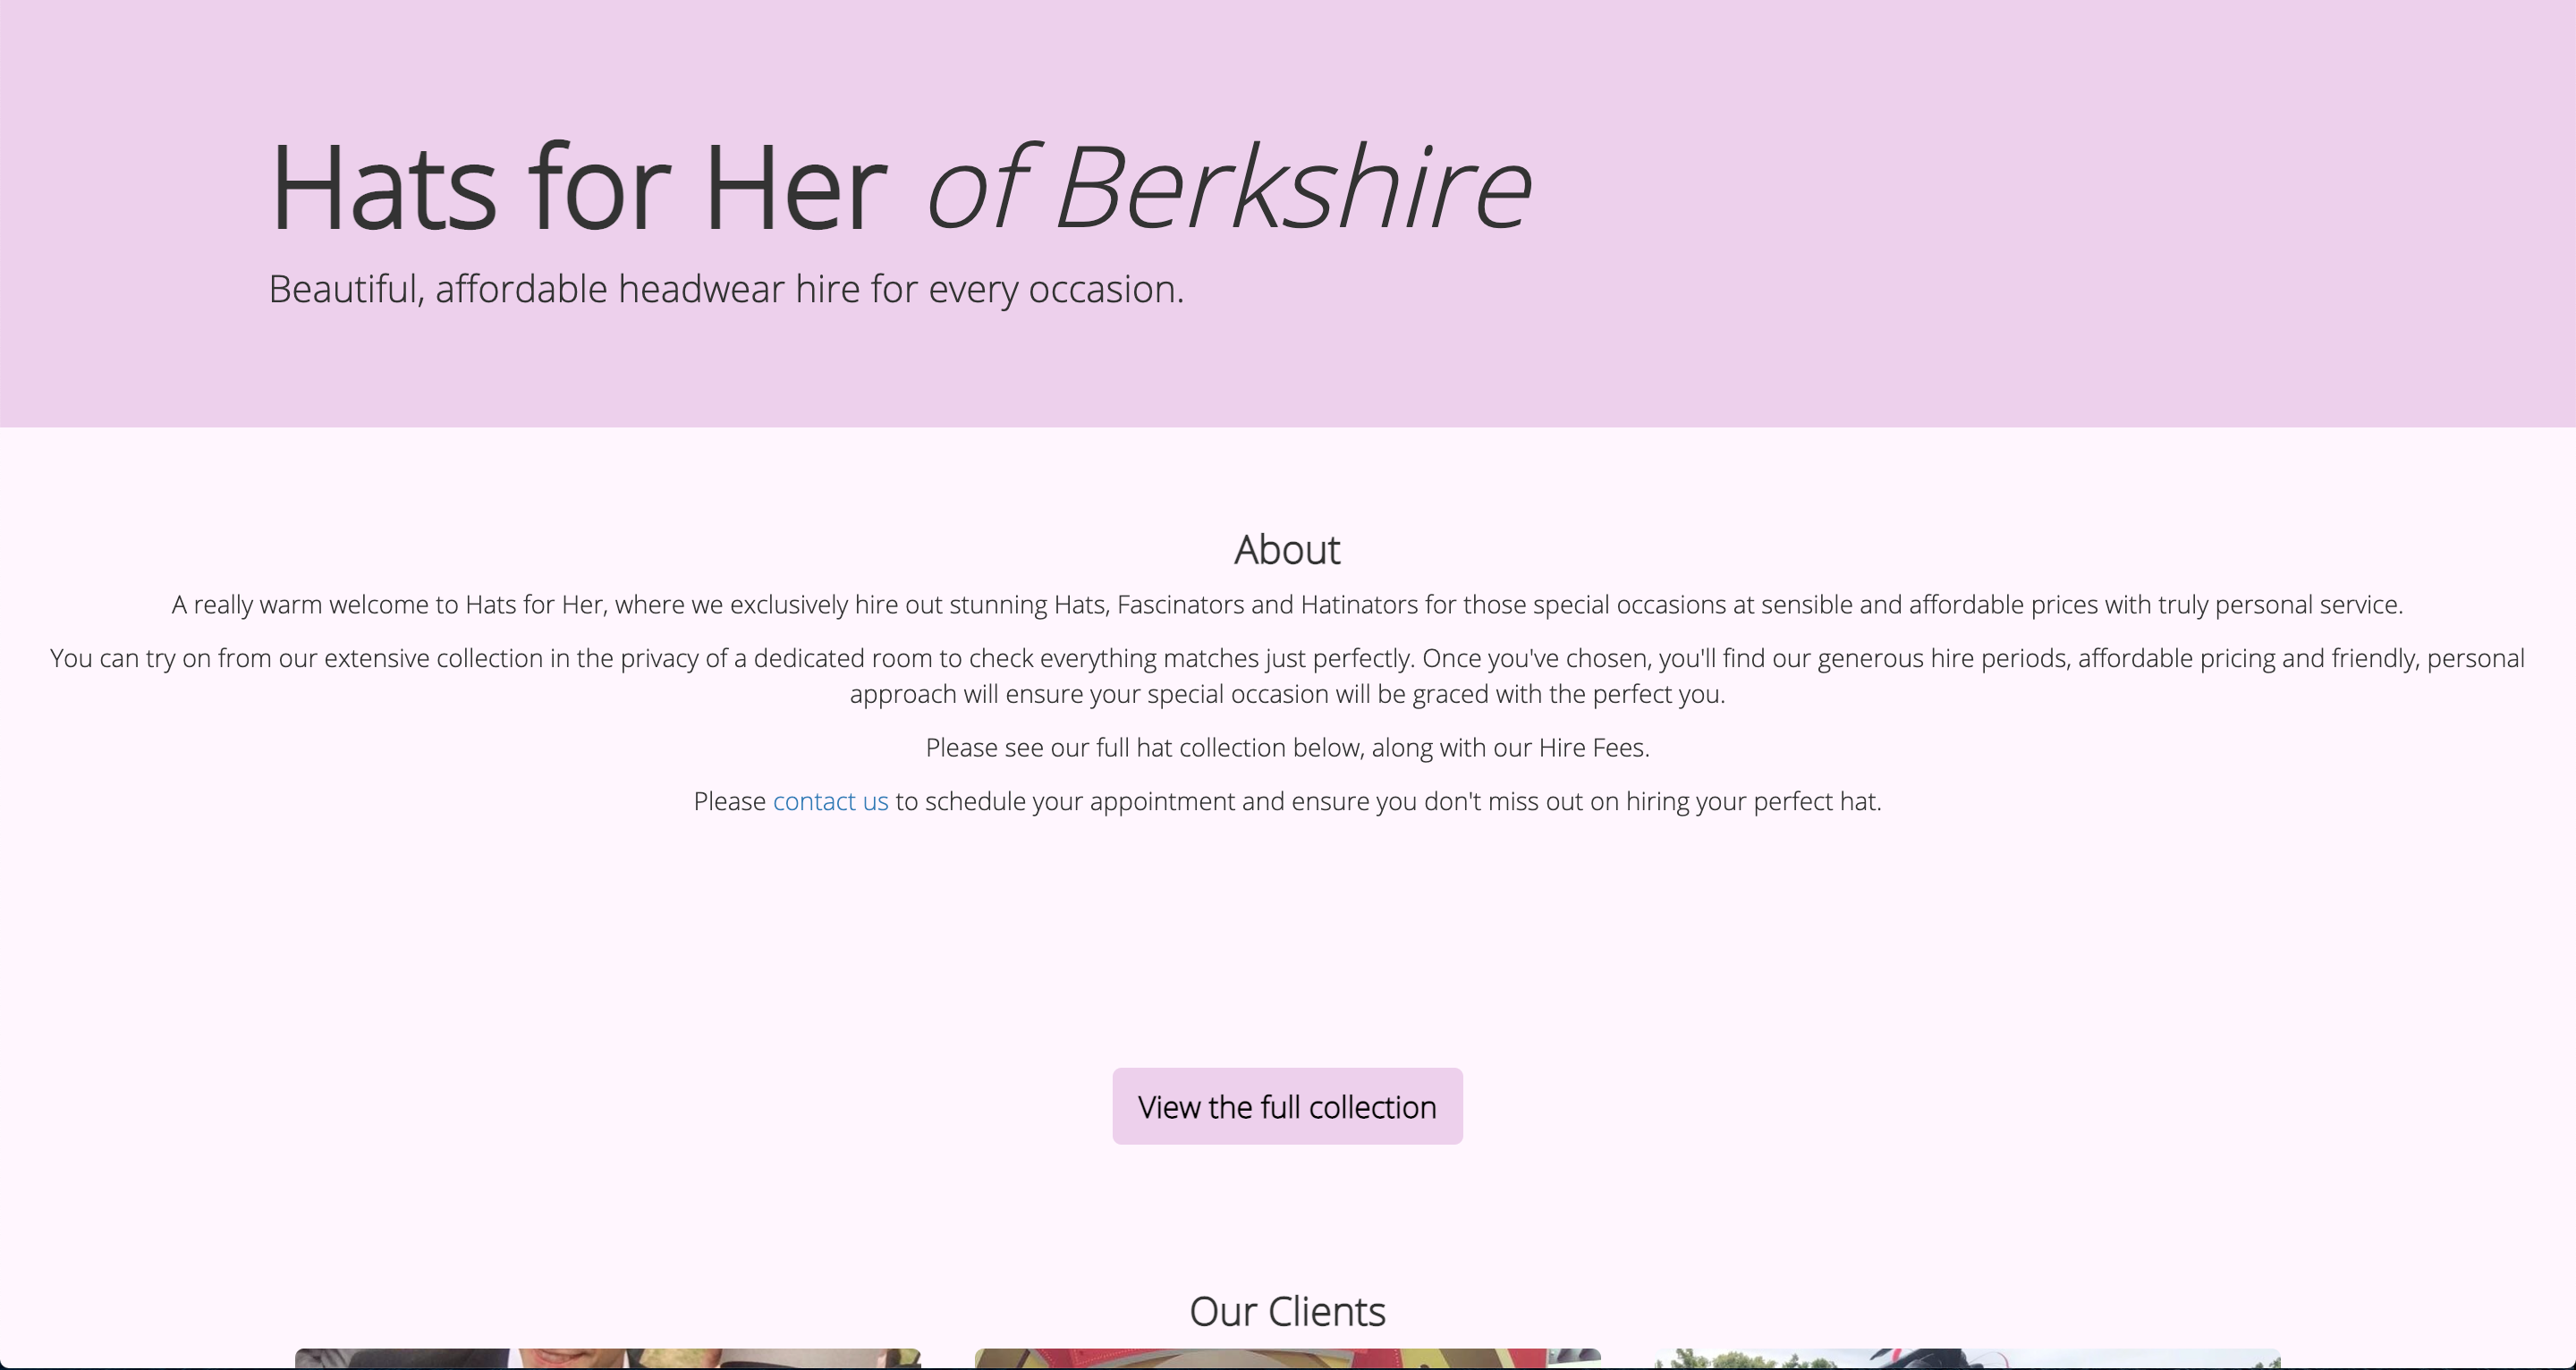 Hats for Her of Berkshire
Beautiful, affordable headwear hire for every occasion.
About
A really warm welcome to Hats for Her, where we exclusively hire out stunning Hats, Fascinators and Hatinators for those special occasions at sensible and affordable prices with truly personal service.
You can try on from our extensive collection in the privacy of a dedicated room to check everything matches just perfectly. Once you've chosen, you'll find our generous hire periods, affordable pricing and friendly, personal
approach will ensure your special occasion will be graced with the perfect you.
Please see our full hat collection below, along with our Hire Fees.
Please contact us to schedule your appointment and ensure you don't miss out on hiring your perfect hat.
View the full collection
Our Clients